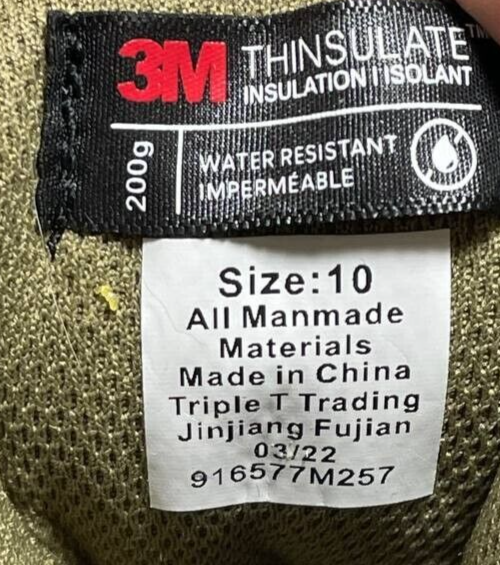 3M THINSULATE™
INSULATION | ISOLANT
200g
WATER RESISTANT
IMPERMÉABLE
Size:10
All Manmade
Materials
Made in China
Triple T Trading
Jinjiang Fujian
03/22
916577M257